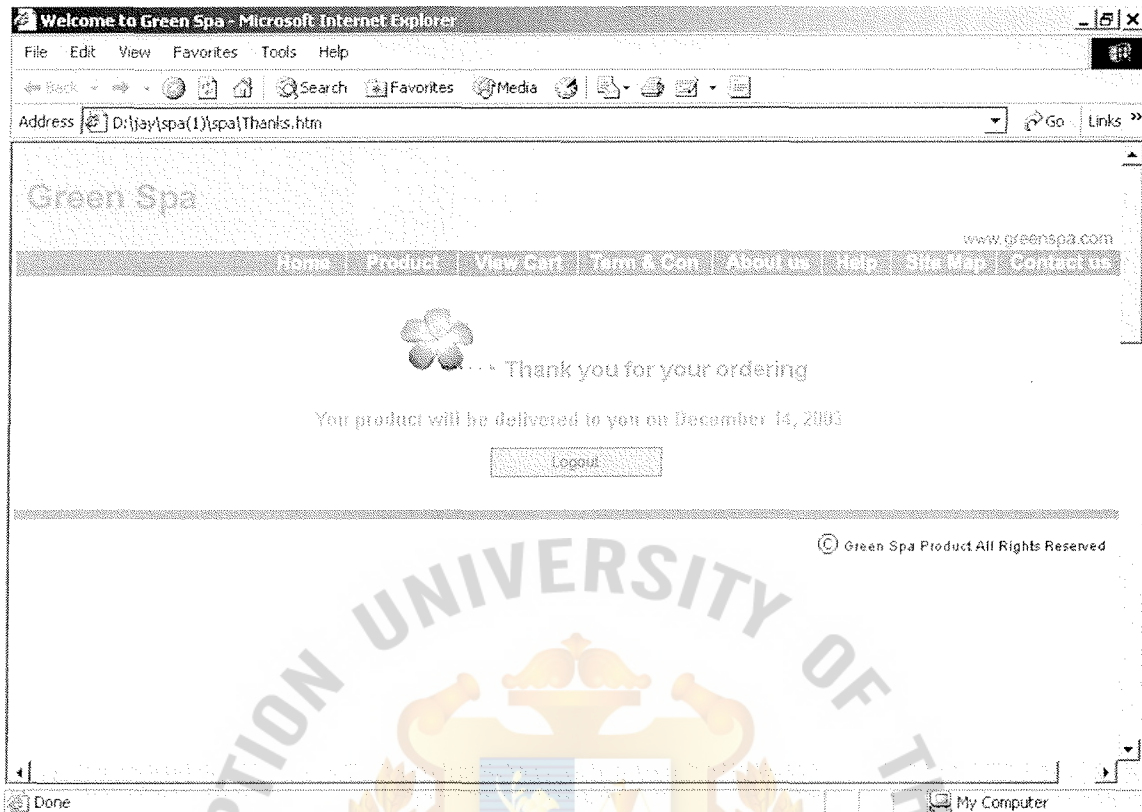 Welcome to Green Spa - Microsoft Internet Explorer
File Edit View Favorites Tools Help
Back Search Favorites Media
Address D:\jay\spa(1)\spa\Thanks.htm Go Links »
Green Spa
www.greenspa.com
Home | Product | View Cart | Term & Con | About us | Help | Site Map | Contact us
Thank you for your ordering
Your product will be delivered to you on December 14, 2003
Logout
© Green Spa Product All Rights Reserved
UNIVERSITY OF
Done My Computer